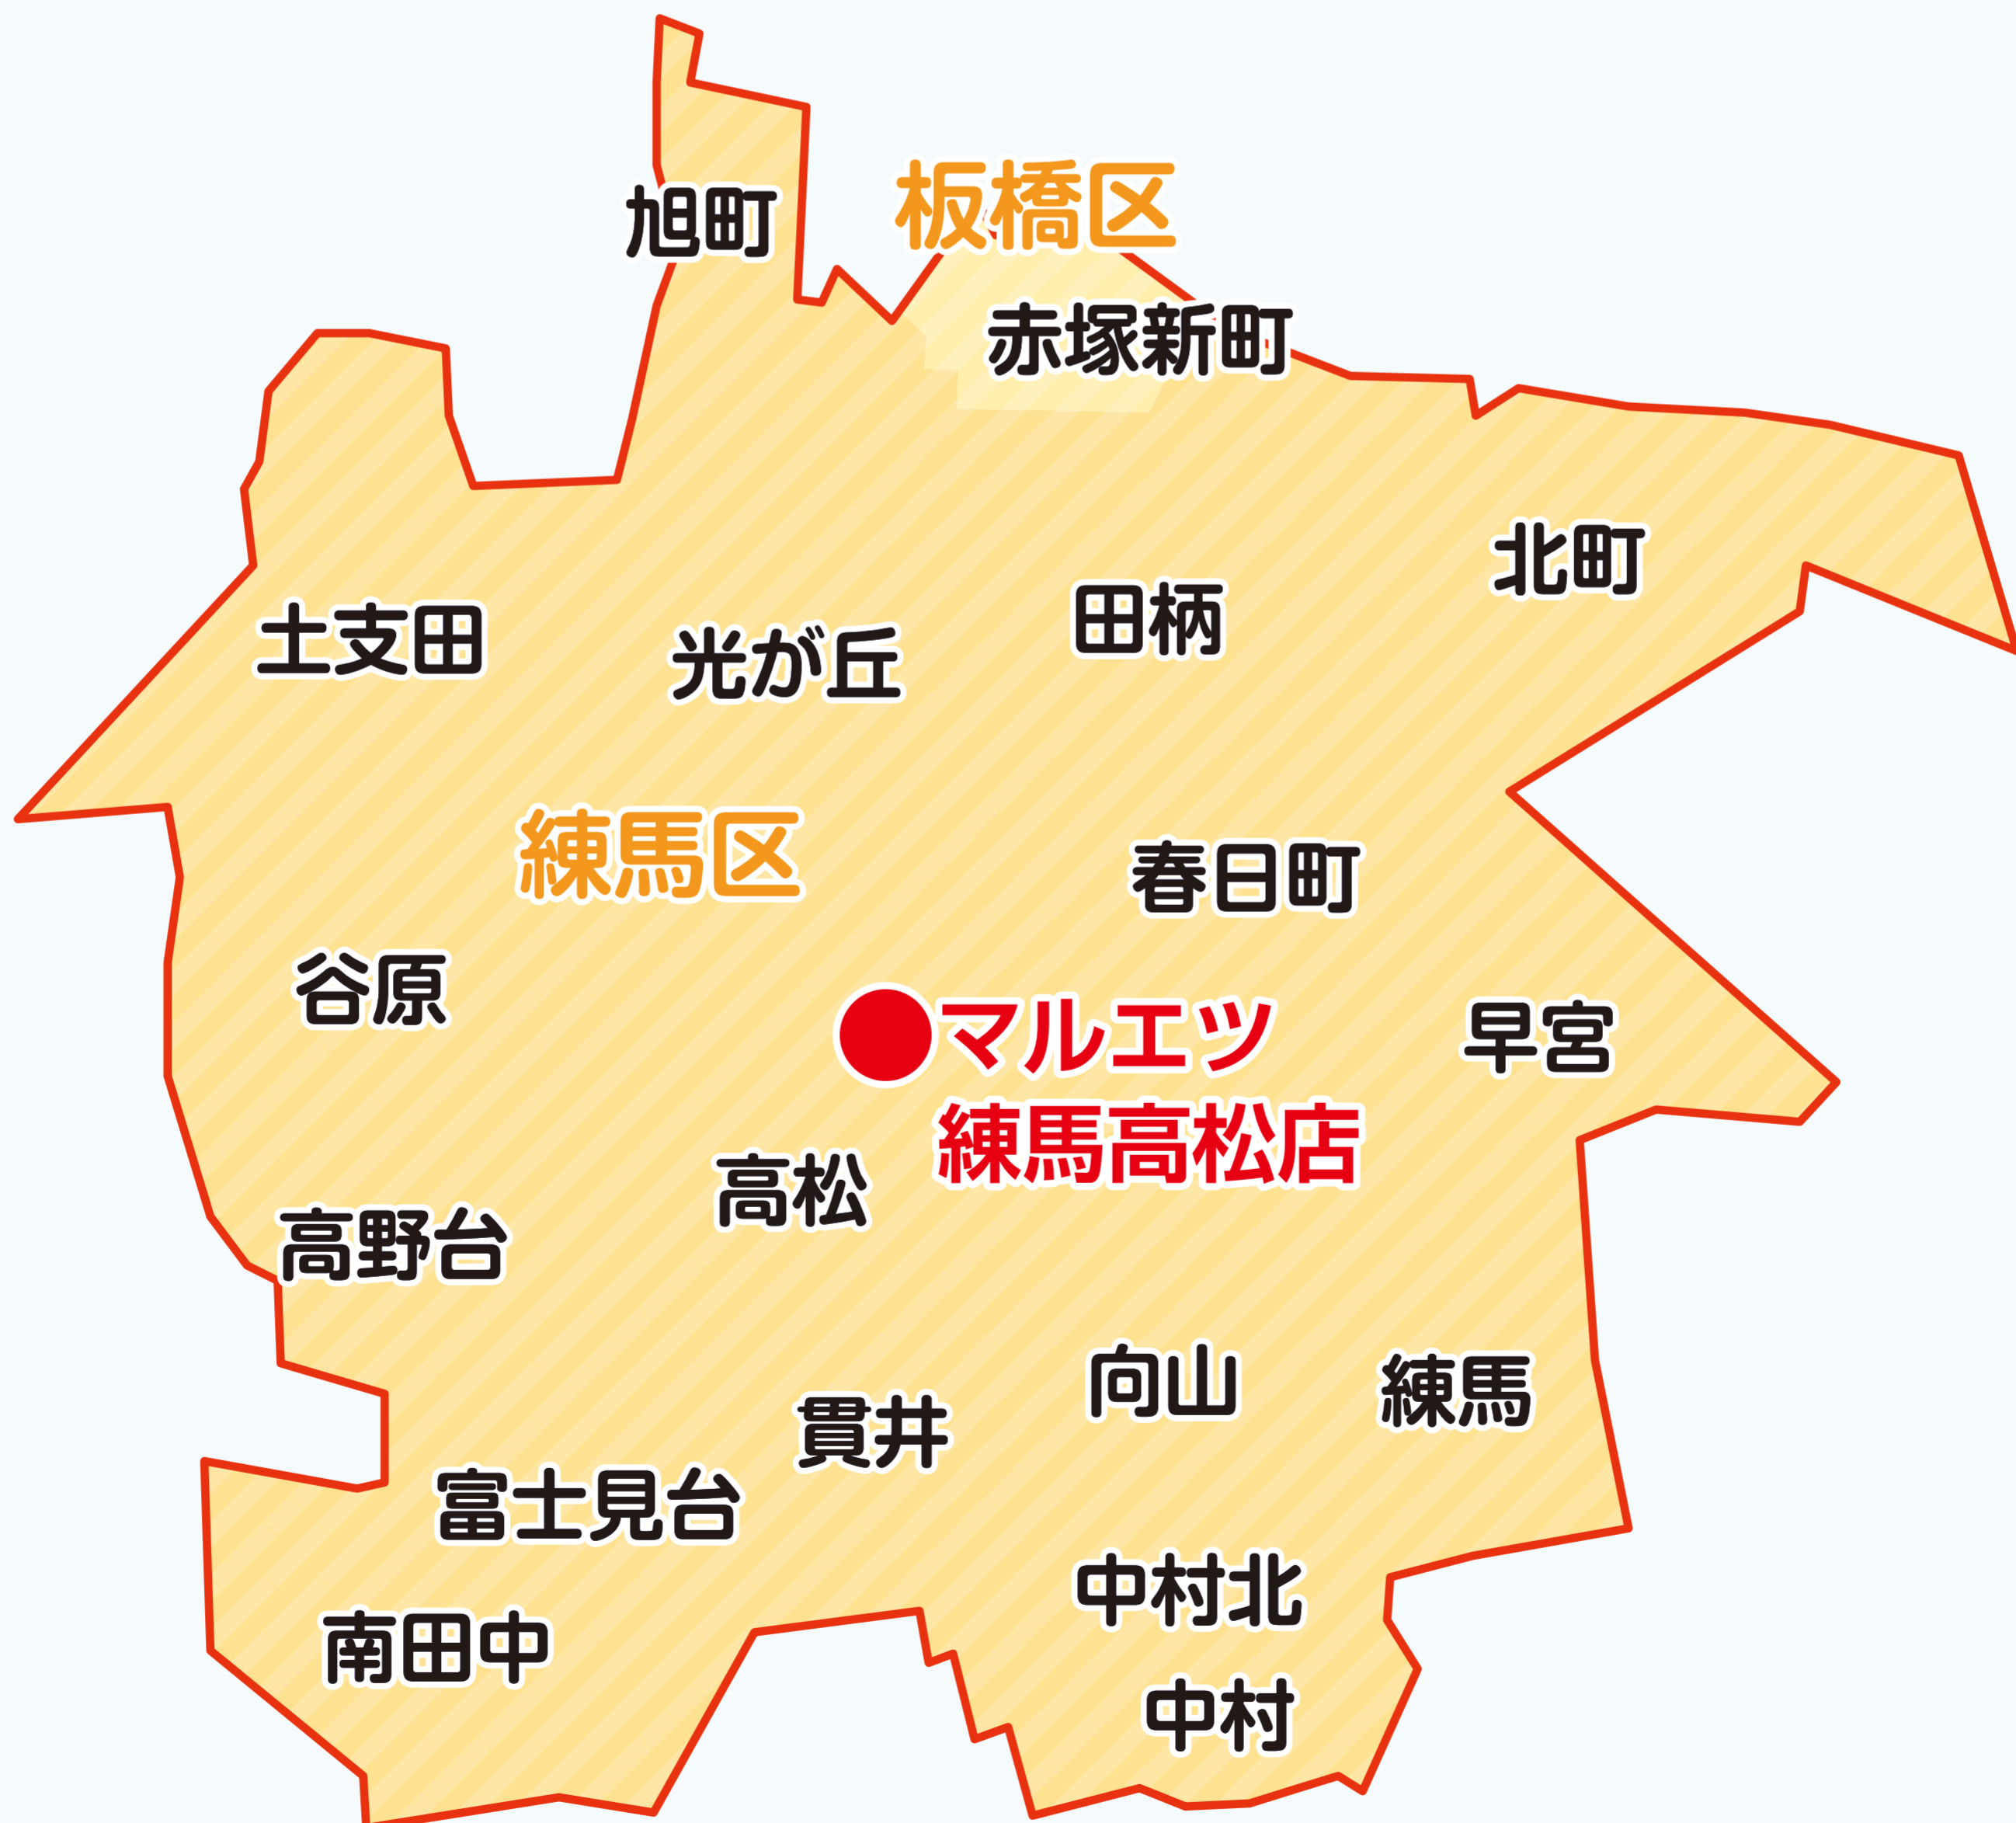 板橋区
旭町
赤塚新町
北町
田柄
土支田
光が丘
練馬区
春日町
谷原
マルエツ
練馬高松店
早宮
高松
高野台
向山
練馬
貫井
富士見台
中村北
南田中
中村